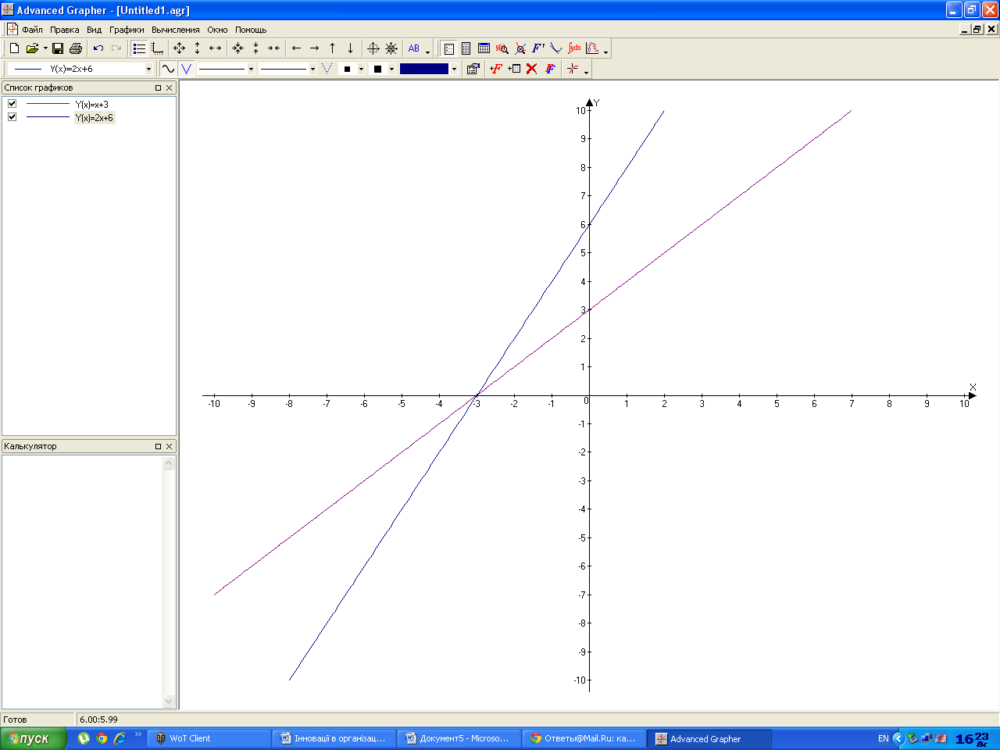 Advanced Grapher - [Untitled1.agr]
Файл Правка Вид Графики Вычисления Окно Помощь
Y(x)=2x+6
Список графиков
Y(x)=x+3
Y(x)=2x+6
Калькулятор
Y
10
9
8
7
6
5
4
3
2
1
X
-10 -9 -8 -7 -6 -5 -4 -3 -2 -1 0 1 2 3 4 5 6 7 8 9 10
-1
-2
-3
-4
-5
-6
-7
-8
-9
-10
Готов 6.00:5.99
пуск WoT Client Інновації в організац... Документ5 - Microso... Ответы@Mail.Ru: ка... Advanced Grapher EN 16 23 Вс